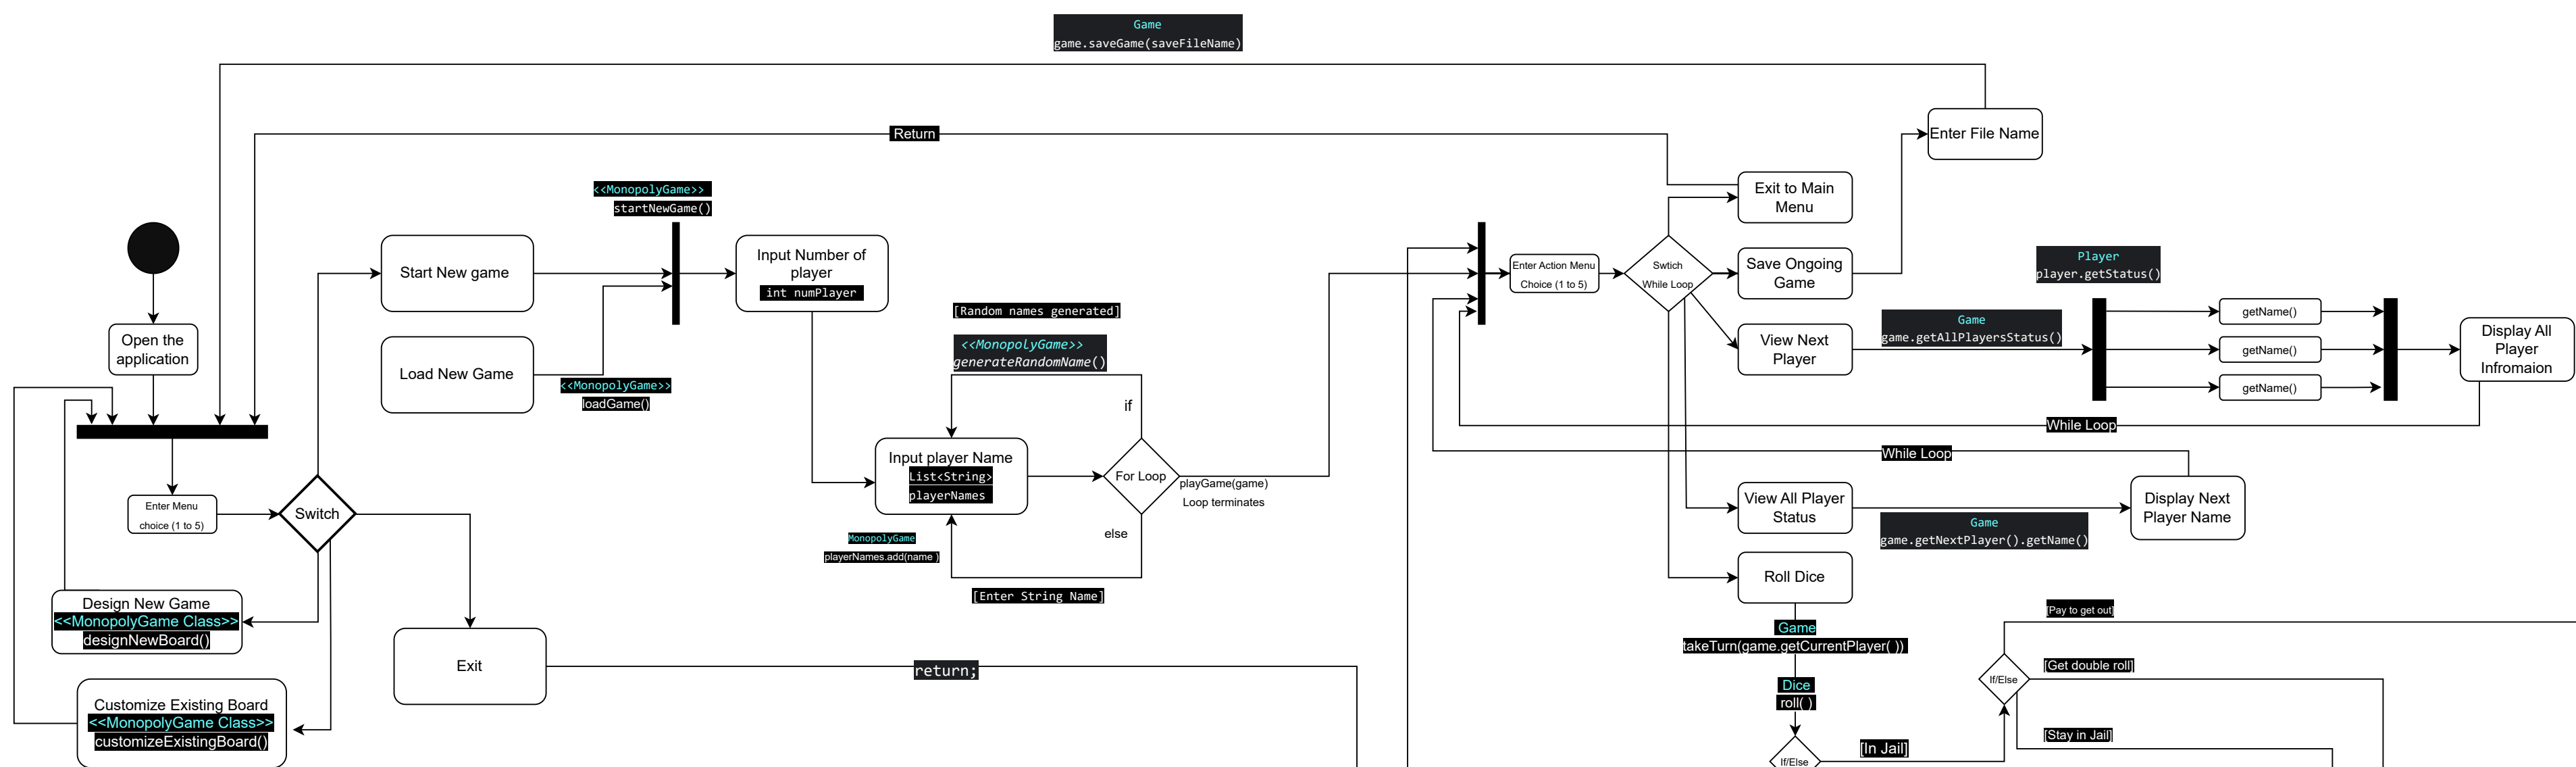 Game
game.saveGame(saveFileName)
Enter File Name
Return
Exit to Main
Menu
<<MonopolyGame>>
startNewGame()
Start New game
Input Number of
player
int numPlayer
Load New Game
<<MonopolyGame>>
loadGame()
Open the
application
[Random names generated]
<<MonopolyGame>>
generateRandomName()
if
Input player Name
List<String>
playerNames
For Loop
playGame(game)
Loop terminates
else
MonopolyGame
playerNames.add(name )
[Enter String Name]
Enter Menu
choice (1 to 5)
Switch
Design New Game
<<MonopolyGame Class>>
designNewBoard()
Customize Existing Board
<<MonopolyGame Class>>
customizeExistingBoard()
Exit
return;
Enter Action Menu
Choice (1 to 5)
Swtich
While Loop
Save Ongoing
Game
View Next
Player
Game
game.getAllPlayersStatus()
Player
player.getStatus()
getName()
getName()
getName()
Display All
Player
Infromaion
While Loop
While Loop
View All Player
Status
Game
game.getNextPlayer().getName()
Display Next
Player Name
Roll Dice
Game
takeTurn(game.getCurrentPlayer( ))
Dice
roll( )
If/Else
[In Jail]
If/Else
[Pay to get out]
[Get double roll]
[Stay in Jail]